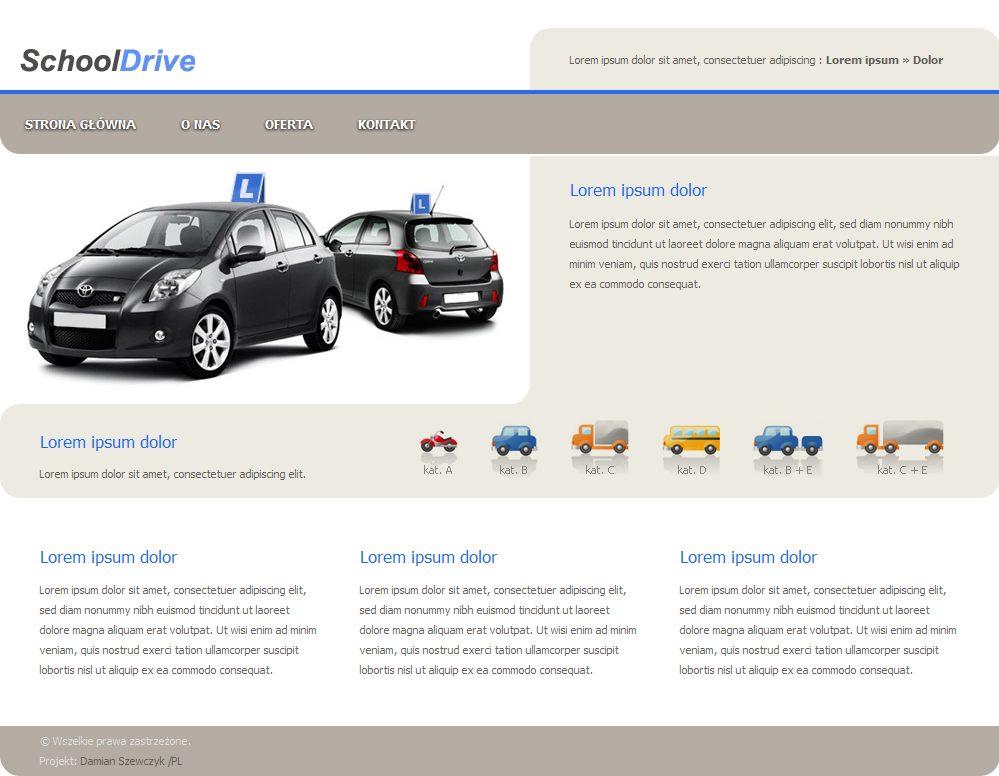 SchoolDrive
Lorem ipsum dolor sit amet, consectetuer adipiscing : Lorem ipsum » Dolor
STRONA GŁÓWNA O NAS OFERTA KONTAKT
L
L
Lorem ipsum dolor
Lorem ipsum dolor sit amet, consectetuer adipiscing elit, sed diam nonummy nibh
euismod tincidunt ut laoreet dolore magna aliquam erat volutpat. Ut wisi enim ad
minim veniam, quis nostrud exerci tation ullamcorper suscipit lobortis nisl ut aliquip
ex ea commodo consequat.
Lorem ipsum dolor
Lorem ipsum dolor sit amet, consectetuer adipiscing elit.
kat. A kat. B kat. C kat. D kat. B + E kat. C + E
Lorem ipsum dolor
Lorem ipsum dolor sit amet, consectetuer adipiscing elit,
sed diam nonummy nibh euismod tincidunt ut laoreet
dolore magna aliquam erat volutpat. Ut wisi enim ad minim
veniam, quis nostrud exerci tation ullamcorper suscipit
lobortis nisl ut aliquip ex ea commodo consequat.
Lorem ipsum dolor
Lorem ipsum dolor sit amet, consectetuer adipiscing elit,
sed diam nonummy nibh euismod tincidunt ut laoreet
dolore magna aliquam erat volutpat. Ut wisi enim ad minim
veniam, quis nostrud exerci tation ullamcorper suscipit
lobortis nisl ut aliquip ex ea commodo consequat.
Lorem ipsum dolor
Lorem ipsum dolor sit amet, consectetuer adipiscing elit,
sed diam nonummy nibh euismod tincidunt ut laoreet
dolore magna aliquam erat volutpat. Ut wisi enim ad minim
veniam, quis nostrud exerci tation ullamcorper suscipit
lobortis nisl ut aliquip ex ea commodo consequat.
© Wszelkie prawa zastrzeżone.
Projekt: Damian Szewczyk /PL